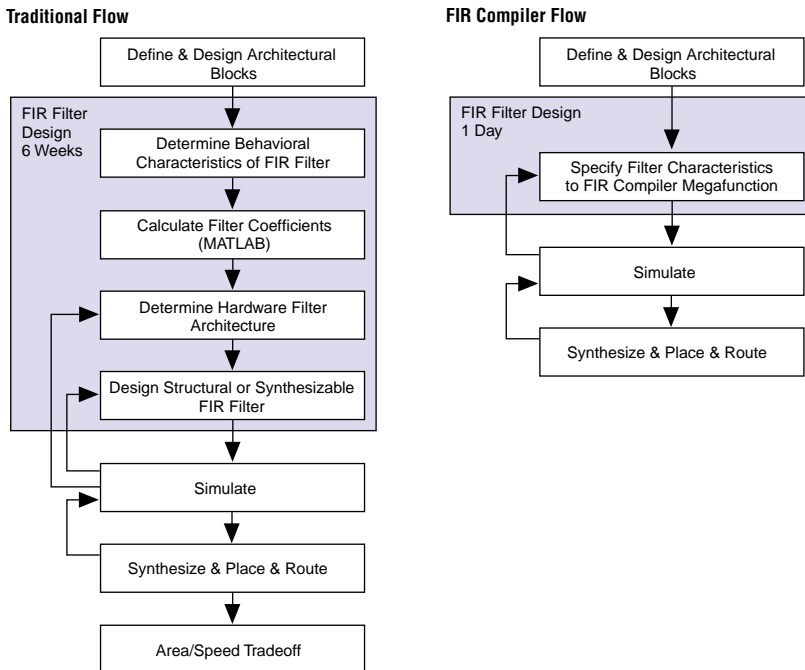 Traditional Flow
Define & Design Architectural
Blocks
FIR Filter
Design
6 Weeks
Determine Behavioral
Characteristics of FIR Filter
Calculate Filter Coefficients
(MATLAB)
Determine Hardware Filter
Architecture
Design Structural or Synthesizable
FIR Filter
Simulate
Synthesize & Place & Route
Area/Speed Tradeoff
FIR Compiler Flow
Define & Design Architectural
Blocks
FIR Filter Design
1 Day
Specify Filter Characteristics
to FIR Compiler Megafunction
Simulate
Synthesize & Place & Route